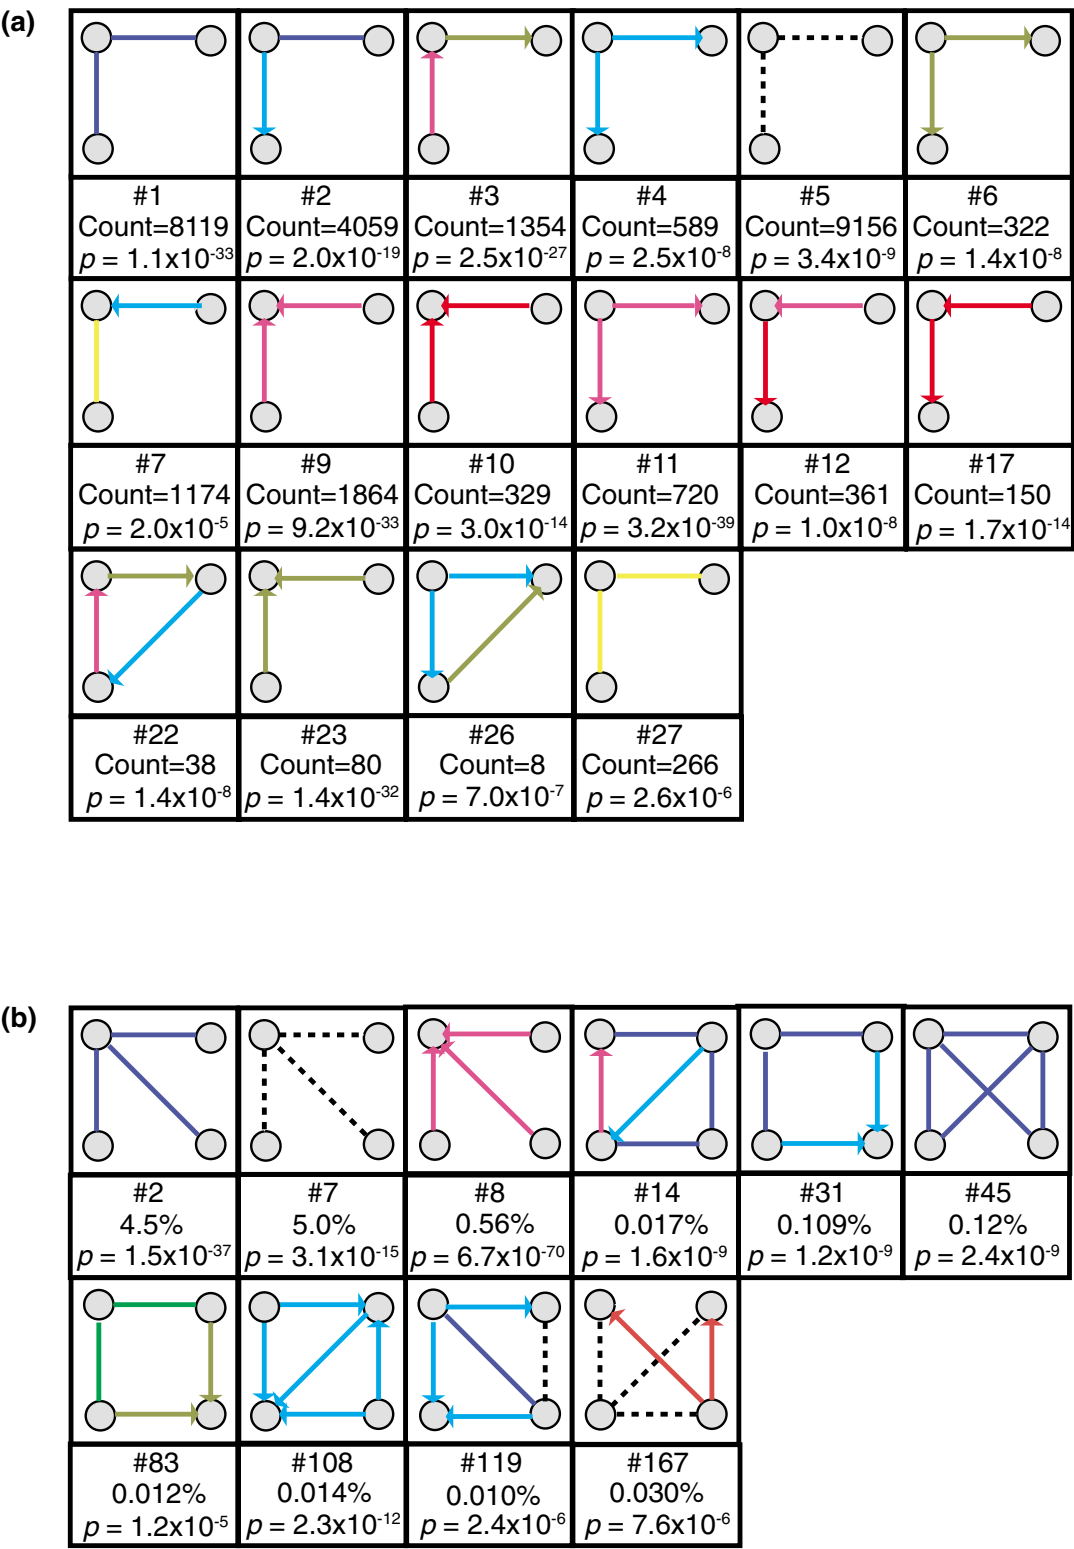 (a)
#1
Count=8119
p = 1.1x10⁻³³
#2
Count=4059
p = 2.0x10⁻¹⁹
#3
Count=1354
p = 2.5x10⁻²⁷
#4
Count=589
p = 2.5x10⁻⁸
#5
Count=9156
p = 3.4x10⁻⁹
#6
Count=322
p = 1.4x10⁻⁸
#7
Count=1174
p = 2.0x10⁻⁵
#9
Count=1864
p = 9.2x10⁻³³
#10
Count=329
p = 3.0x10⁻¹⁴
#11
Count=720
p = 3.2x10⁻³⁹
#12
Count=361
p = 1.0x10⁻⁸
#17
Count=150
p = 1.7x10⁻¹⁴
#22
Count=38
p = 1.4x10⁻⁸
#23
Count=80
p = 1.4x10⁻³²
#26
Count=8
p = 7.0x10⁻⁷
#27
Count=266
p = 2.6x10⁻⁶
(b)
#2
4.5%
p = 1.5x10⁻³⁷
#7
5.0%
p = 3.1x10⁻¹⁵
#8
0.56%
p = 6.7x10⁻⁷⁰
#14
0.017%
p = 1.6x10⁻⁹
#31
0.109%
p = 1.2x10⁻⁹
#45
0.12%
p = 2.4x10⁻⁹
#83
0.012%
p = 1.2x10⁻⁵
#108
0.014%
p = 2.3x10⁻¹²
#119
0.010%
p = 2.4x10⁻⁶
#167
0.030%
p = 7.6x10⁻⁶